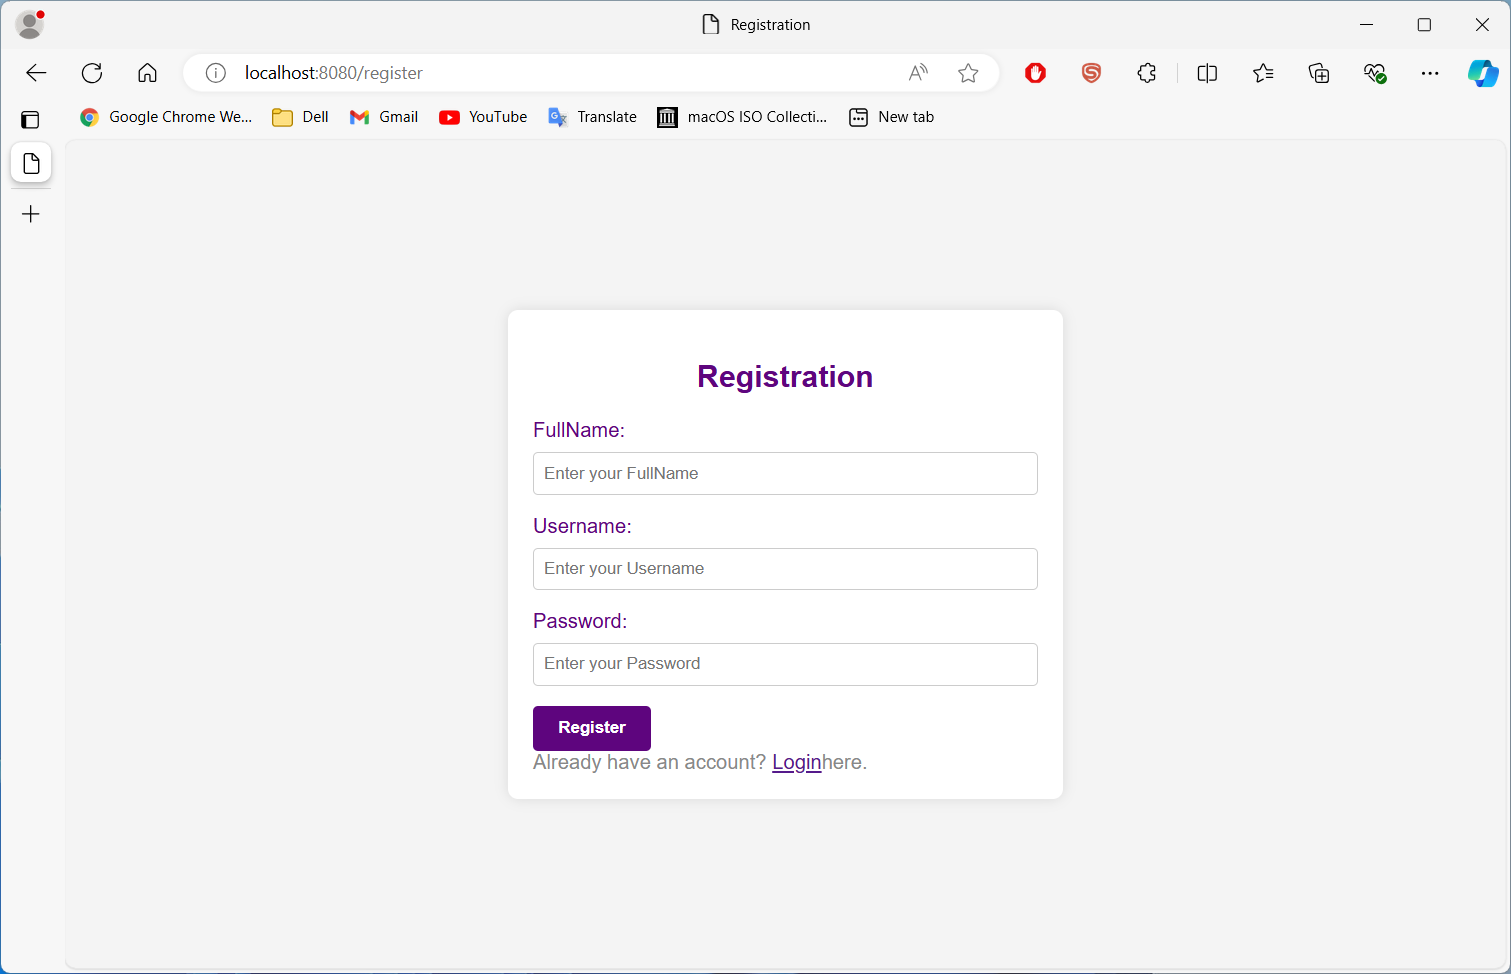 Registration
localhost:8080/register
Google Chrome We... Dell Gmail YouTube Translate macOS ISO Collecti... New tab
Registration
FullName:
Enter your FullName
Username:
Enter your Username
Password:
Enter your Password
Register
Already have an account? Loginhere.